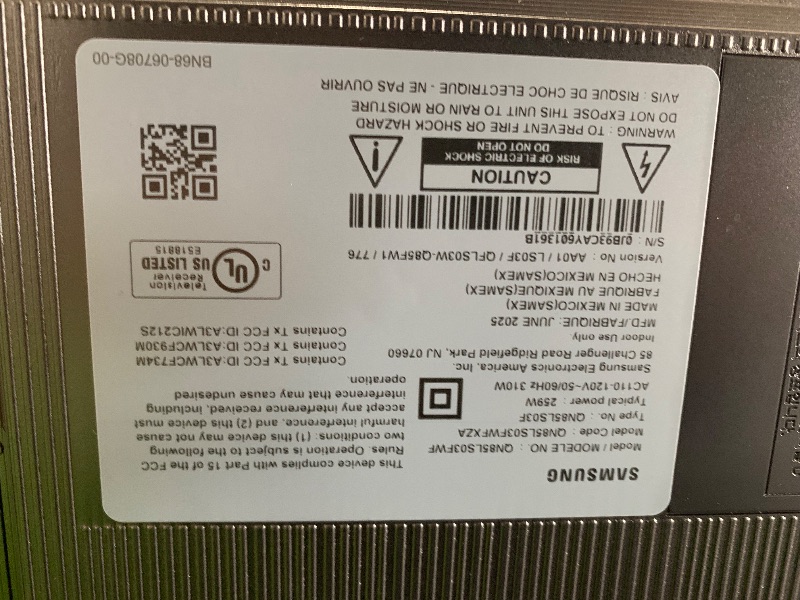 SAMSUNG
Model / MODELE / NO. : QN85LS03FWF
Model Code : QN85LS03FWFXZA
Type No. : QN85LS03F
Typical power : 259W
AC110-120V~50/60Hz 310W
Samsung Electronics America, Inc.
85 Challenger Road Ridgefield Park, NJ 07660
Indoor Use only
MFD./FABRIQUE: JUNE 2025
MADE IN MEXICO(SAMEX)
FABRIQUE AU MEXIQUE(SAMEX)
HECHO EN MEXICO(SAMEX)
Version No : AA01 / LS03F / QFLS03W-Q85FW1 / 776
S/N : 0JB93CAY601361B
CAUTION
RISK OF ELECTRIC SHOCK
DO NOT OPEN
WARNING : TO PREVENT FIRE OR SHOCK HAZARD
DO NOT EXPOSE THIS UNIT TO RAIN OR MOISTURE
AVIS : RISQUE DE CHOC ELECTRIQUE - NE PAS OUVRIR
This device complies with Part 15 of the FCC
Rules. Operation is subject to the following
two conditions: (1) this device may not cause
harmful interference, and (2) this device must
accept any interference received, including
interference that may cause undesired
operation.
Contains Tx FCC ID:A3LWCF734M
Contains Tx FCC ID:A3LWCF930M
Contains Tx FCC ID: A3LWIC212S
C UL US LISTED
Television
Receiver
E518815
BN68-06708G-00